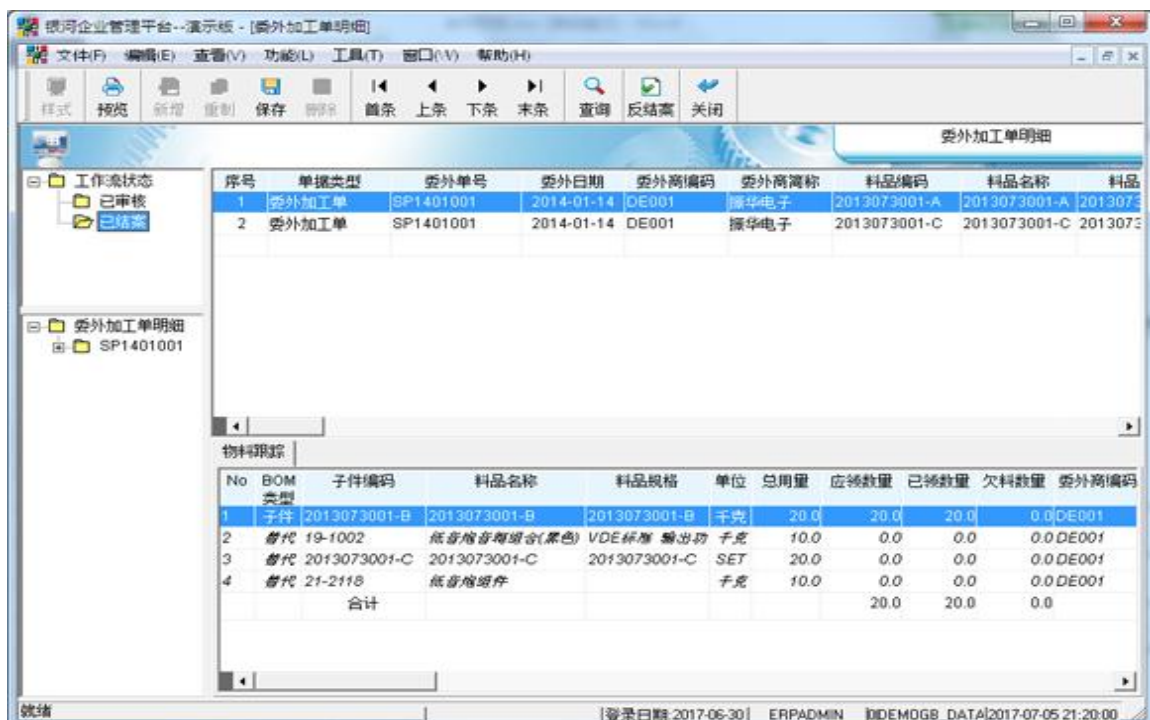 银河企业管理平台--演示版 - [委外加工单明细]
文件(F) 编辑(E) 查看(V) 功能(L) 工具(T) 窗口(W) 帮助(H)
样式 预览 新增 重制 保存 删除 首条 上条 下条 末条 查询 反结案 关闭
委外加工单明细
工作流状态
已审核
已结案
委外加工单明细
SP1401001
序号 单据类型 委外单号 委外日期 委外商编码 委外商简称 料品编码 料品名称 料品
1 委外加工单 SP1401001 2014-01-14 DE001 振华电子 2013073001-A 2013073001-A 2013073
2 委外加工单 SP1401001 2014-01-14 DE001 振华电子 2013073001-C 2013073001-C 2013073
物料跟踪
No BOM类型 子件编码 料品名称 料品规格 单位 总用量 应领数量 已领数量 欠料数量 委外商编码
1 子件 2013073001-B 2013073001-B 2013073001-B 千克 20.0 20.0 20.0 0.0 DE001
2 替代 19-1002 低音炮音箱组合(黑色) VDE标准 输出功 千克 10.0 0.0 0.0 0.0 DE001
3 替代 2013073001-C 2013073001-C 2013073001-C SET 20.0 0.0 0.0 0.0 DE001
4 替代 21-2118 低音炮组件 千克 10.0 0.0 0.0 0.0 DE001
合计 20.0 20.0 0.0
就绪 登录日期:2017-06-30 ERPADMIN 2017-07-05 21:20:00